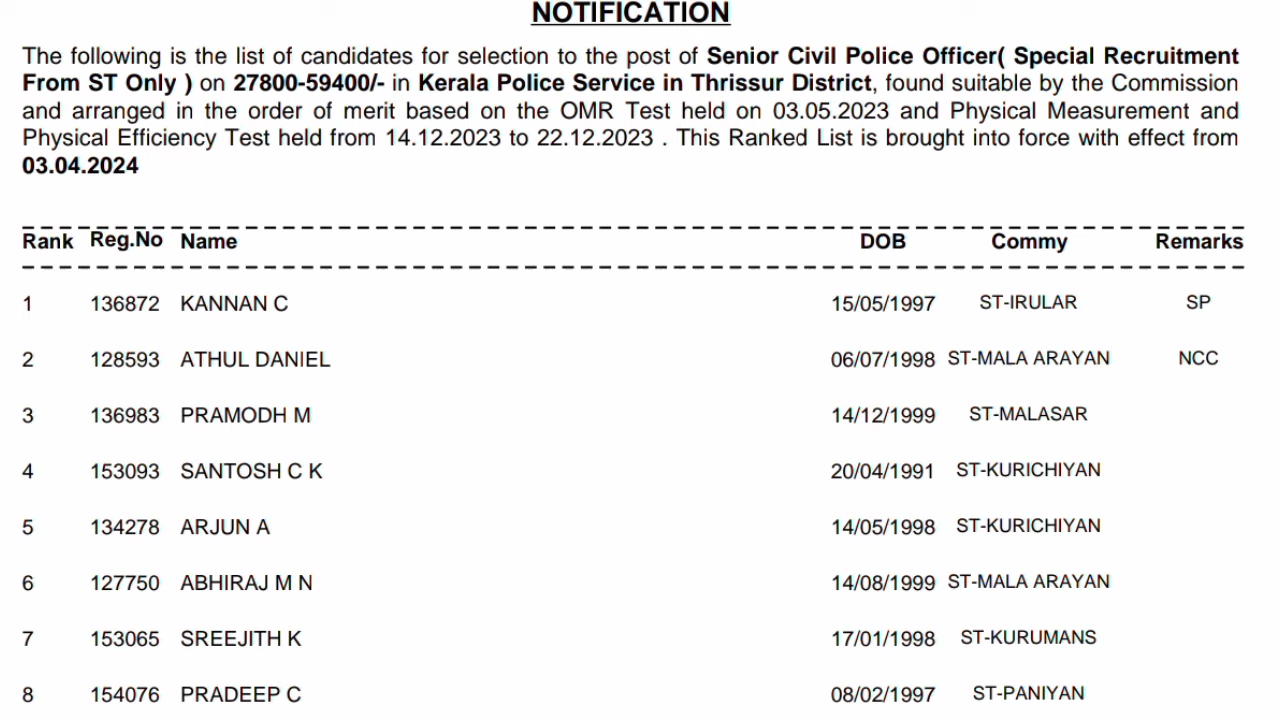 NOTIFICATION
The following is the list of candidates for selection to the post of Senior Civil Police Officer( Special Recruitment
From ST Only ) on 27800-59400/- in Kerala Police Service in Thrissur District, found suitable by the Commission
and arranged in the order of merit based on the OMR Test held on 03.05.2023 and Physical Measurement and
Physical Efficiency Test held from 14.12.2023 to 22.12.2023 . This Ranked List is brought into force with effect from
03.04.2024
Rank Reg.No Name DOB Commy Remarks
1 136872 KANNAN C 15/05/1997 ST-IRULAR SP
2 128593 ATHUL DANIEL 06/07/1998 ST-MALA ARAYAN NCC
3 136983 PRAMODH M 14/12/1999 ST-MALASAR
4 153093 SANTOSH C K 20/04/1991 ST-KURICHIYAN
5 134278 ARJUN A 14/05/1998 ST-KURICHIYAN
6 127750 ABHIRAJ M N 14/08/1999 ST-MALA ARAYAN
7 153065 SREEJITH K 17/01/1998 ST-KURUMANS
8 154076 PRADEEP C 08/02/1997 ST-PANIYAN